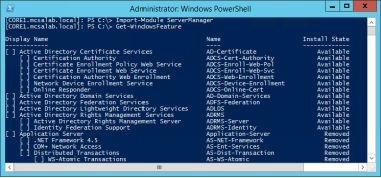 Administrator: Windows PowerShell
[CORE1.mcsalab.local]: PS C:\> Import-Module ServerManager
[CORE1.mcsalab.local]: PS C:\> Get-WindowsFeature
Display Name Name Install State
[ ] Active Directory Certificate Services AD-Certificate Available
[ ] Certification Authority ADCS-Cert-Authority Available
[ ] Certificate Enrollment Policy Web Service ADCS-Enroll-Web-Pol Available
[ ] Certificate Enrollment Web Service ADCS-Enroll-Web-Svc Available
[ ] Certification Authority Web Enrollment ADCS-Web-Enrollment Available
[ ] Network Device Enrollment Service ADCS-Device-Enrollment Available
[ ] Online Responder ADCS-Online-Cert Available
[ ] Active Directory Domain Services AD-Domain-Services Available
[ ] Active Directory Federation Services ADFS-Federation Available
[ ] Active Directory Lightweight Directory Services ADLDS Available
[ ] Active Directory Rights Management Services ADRMS Available
[ ] Active Directory Rights Management Server ADRMS-Server Available
[ ] Identity Federation Support ADRMS-Identity Available
[ ] Application Server Application-Server Removed
[ ] .NET Framework 4.5 AS-NET-Framework Removed
[ ] COM+ Network Access AS-Ent-Services Removed
[ ] Distributed Transactions AS-Dist-Transaction Removed
[ ] WS-Atomic Transactions AS-WS-Atomic Removed